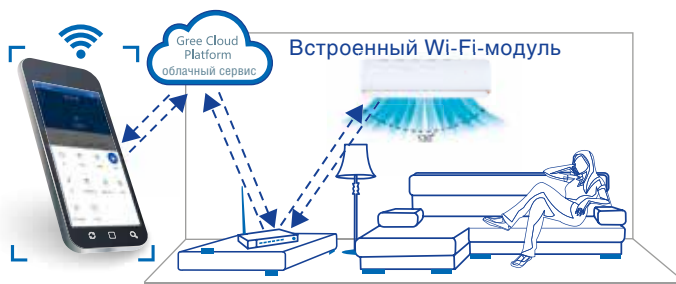 Gree Cloud
Platform
облачный сервис
Встроенный Wi-Fi-модуль